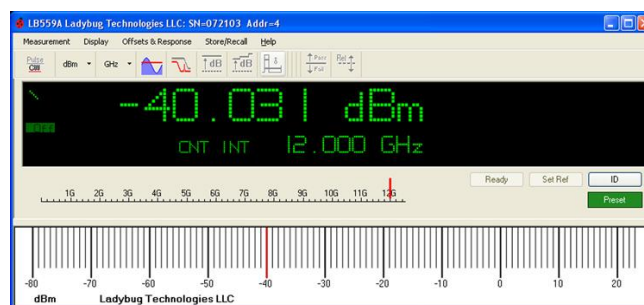 LB559A Ladybug Technologies LLC: SN=072103 Addr=4
Measurement Display Offsets & Response Store/Recall Help
Pulse CW dBm GHz dB dB Pwr Ref
-40.031 dBm
OFF
CNT INT 12.000 GHz
Ready Set Ref ID
1G 2G 3G 4G 5G 6G 7G 8G 9G 10G 11G 12G
Preset
-80 -70 -60 -50 -40 -30 -20 -10 0 10 20
dBm Ladybug Technologies LLC